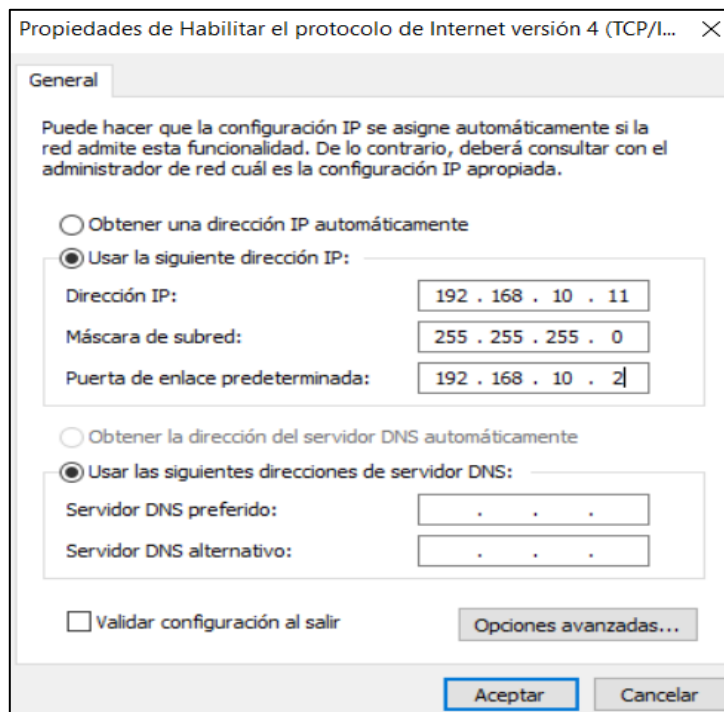 Propiedades de Habilitar el protocolo de Internet versión 4 (TCP/I...
General
Puede hacer que la configuración IP se asigne automáticamente si la
red admite esta funcionalidad. De lo contrario, deberá consultar con el
administrador de red cuál es la configuración IP apropiada.
Obtener una dirección IP automáticamente
Usar la siguiente dirección IP:
Dirección IP: 192 . 168 . 10 . 11
Máscara de subred: 255 . 255 . 255 . 0
Puerta de enlace predeterminada: 192 . 168 . 10 . 2
Obtener la dirección del servidor DNS automáticamente
Usar las siguientes direcciones de servidor DNS:
Servidor DNS preferido: . . .
Servidor DNS alternativo: . . .
Validar configuración al salir Opciones avanzadas...
Aceptar Cancelar